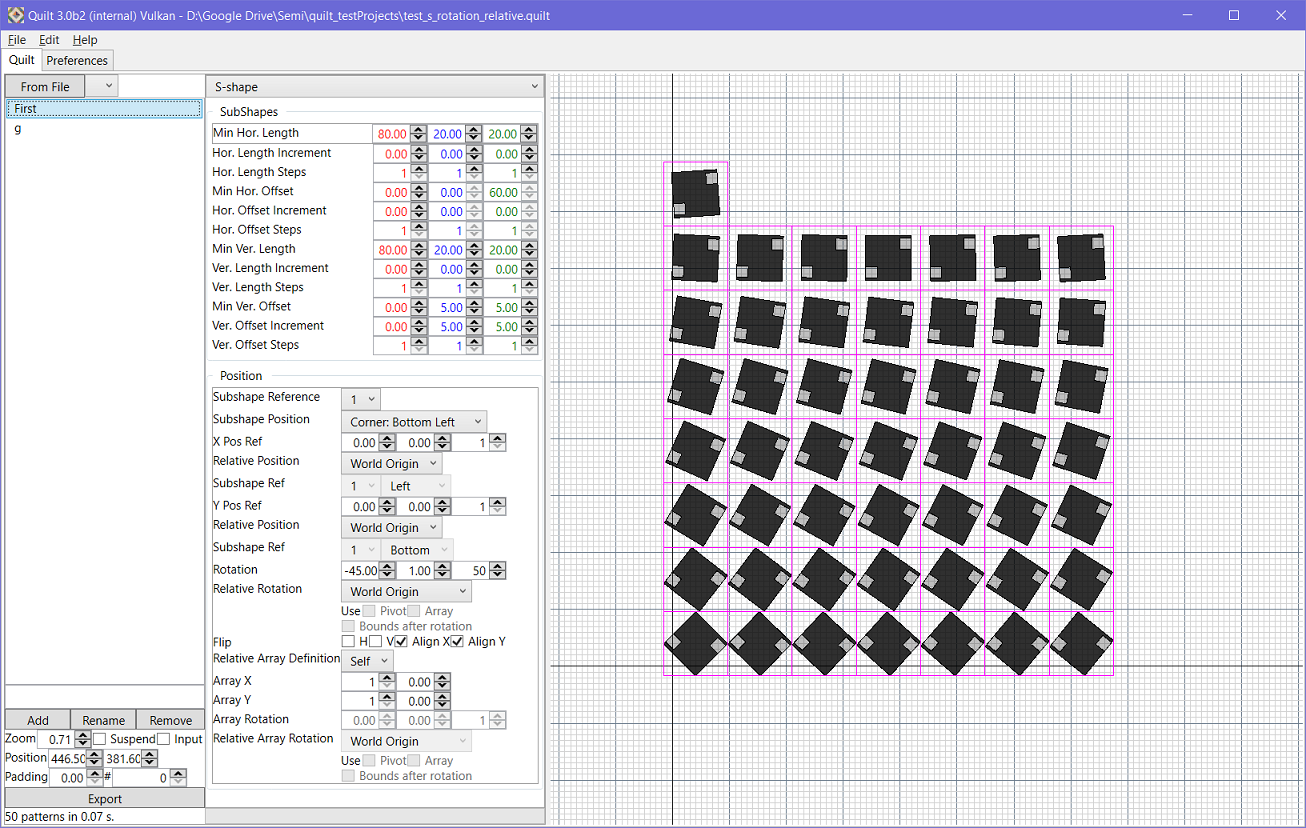 Quilt 3.0b2 (internal) Vulkan - D:\Google Drive\Semi\quilt_testProjects\test_s_rotation_relative.quilt
File Edit Help
Quilt Preferences
From File
First
g
S-shape
SubShapes
Min Hor. Length 80.00 20.00 20.00
Hor. Length Increment 0.00 0.00 0.00
Hor. Length Steps 1 1 1
Min Hor. Offset 0.00 0.00 60.00
Hor. Offset Increment 0.00 0.00 0.00
Hor. Offset Steps 1 1 1
Min Ver. Length 80.00 20.00 20.00
Ver. Length Increment 0.00 0.00 0.00
Ver. Length Steps 1 1 1
Min Ver. Offset 0.00 5.00 5.00
Ver. Offset Increment 0.00 5.00 5.00
Ver. Offset Steps 1 1 1
Position
Subshape Reference 1
Subshape Position Corner: Bottom Left
X Pos Ref 0.00 0.00 1
Relative Position World Origin
Subshape Ref 1 Left
Y Pos Ref 0.00 0.00 1
Relative Position World Origin
Subshape Ref 1 Bottom
Rotation -45.00 1.00 50
Relative Rotation World Origin
Use Pivot Array
Bounds after rotation
Flip H V Align X Align Y
Relative Array Definition Self
Array X 1 0.00
Array Y 1 0.00
Array Rotation 0.00 0.00 1
Relative Array Rotation World Origin
Use Pivot Array
Bounds after rotation
Add Rename Remove
Zoom 0.71 Suspend Input
Position 446.50 381.60
Padding 0.00 # 0
Export
50 patterns in 0.07 s.